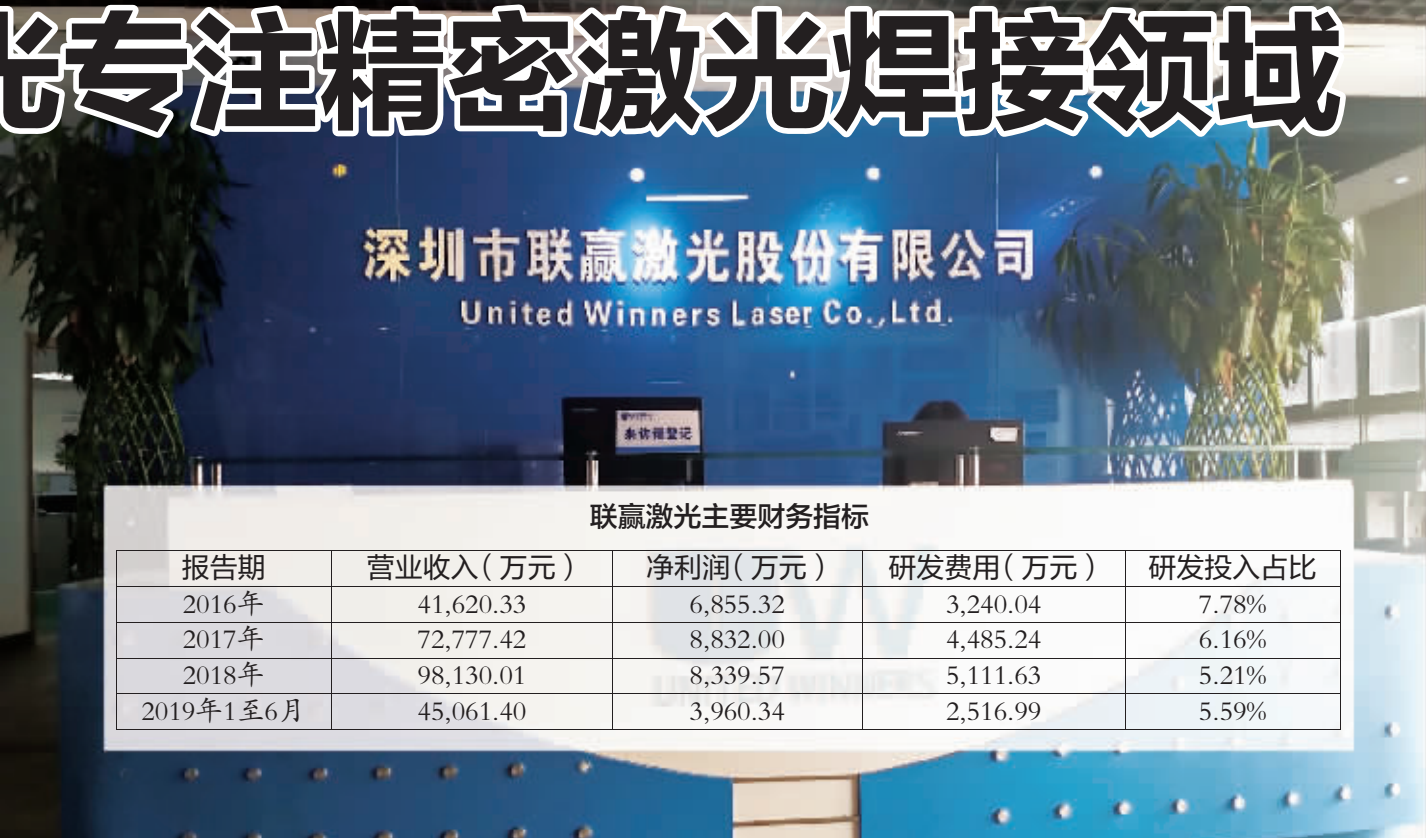 光专注精密激光焊接领域
深圳市联赢激光股份有限公司
United Winners Laser Co.,Ltd.
来访请登记
联赢激光主要财务指标
报告期 营业收入（万元） 净利润（万元） 研发费用（万元） 研发投入占比
2016年 41,620.33 6,855.32 3,240.04 7.78%
2017年 72,777.42 8,832.00 4,485.24 6.16%
2018年 98,130.01 8,339.57 5,111.63 5.21%
2019年1至6月 45,061.40 3,960.34 2,516.99 5.59%
UNITED WINNERS